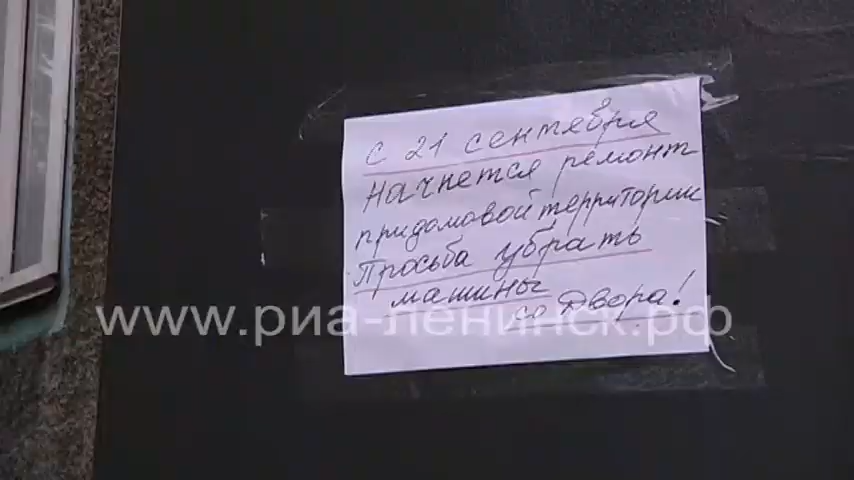 с 21 сентября
начнется ремонт
придомовой территории
Просьба убрать
машины
со двора!
www.риа-ленинск.рф